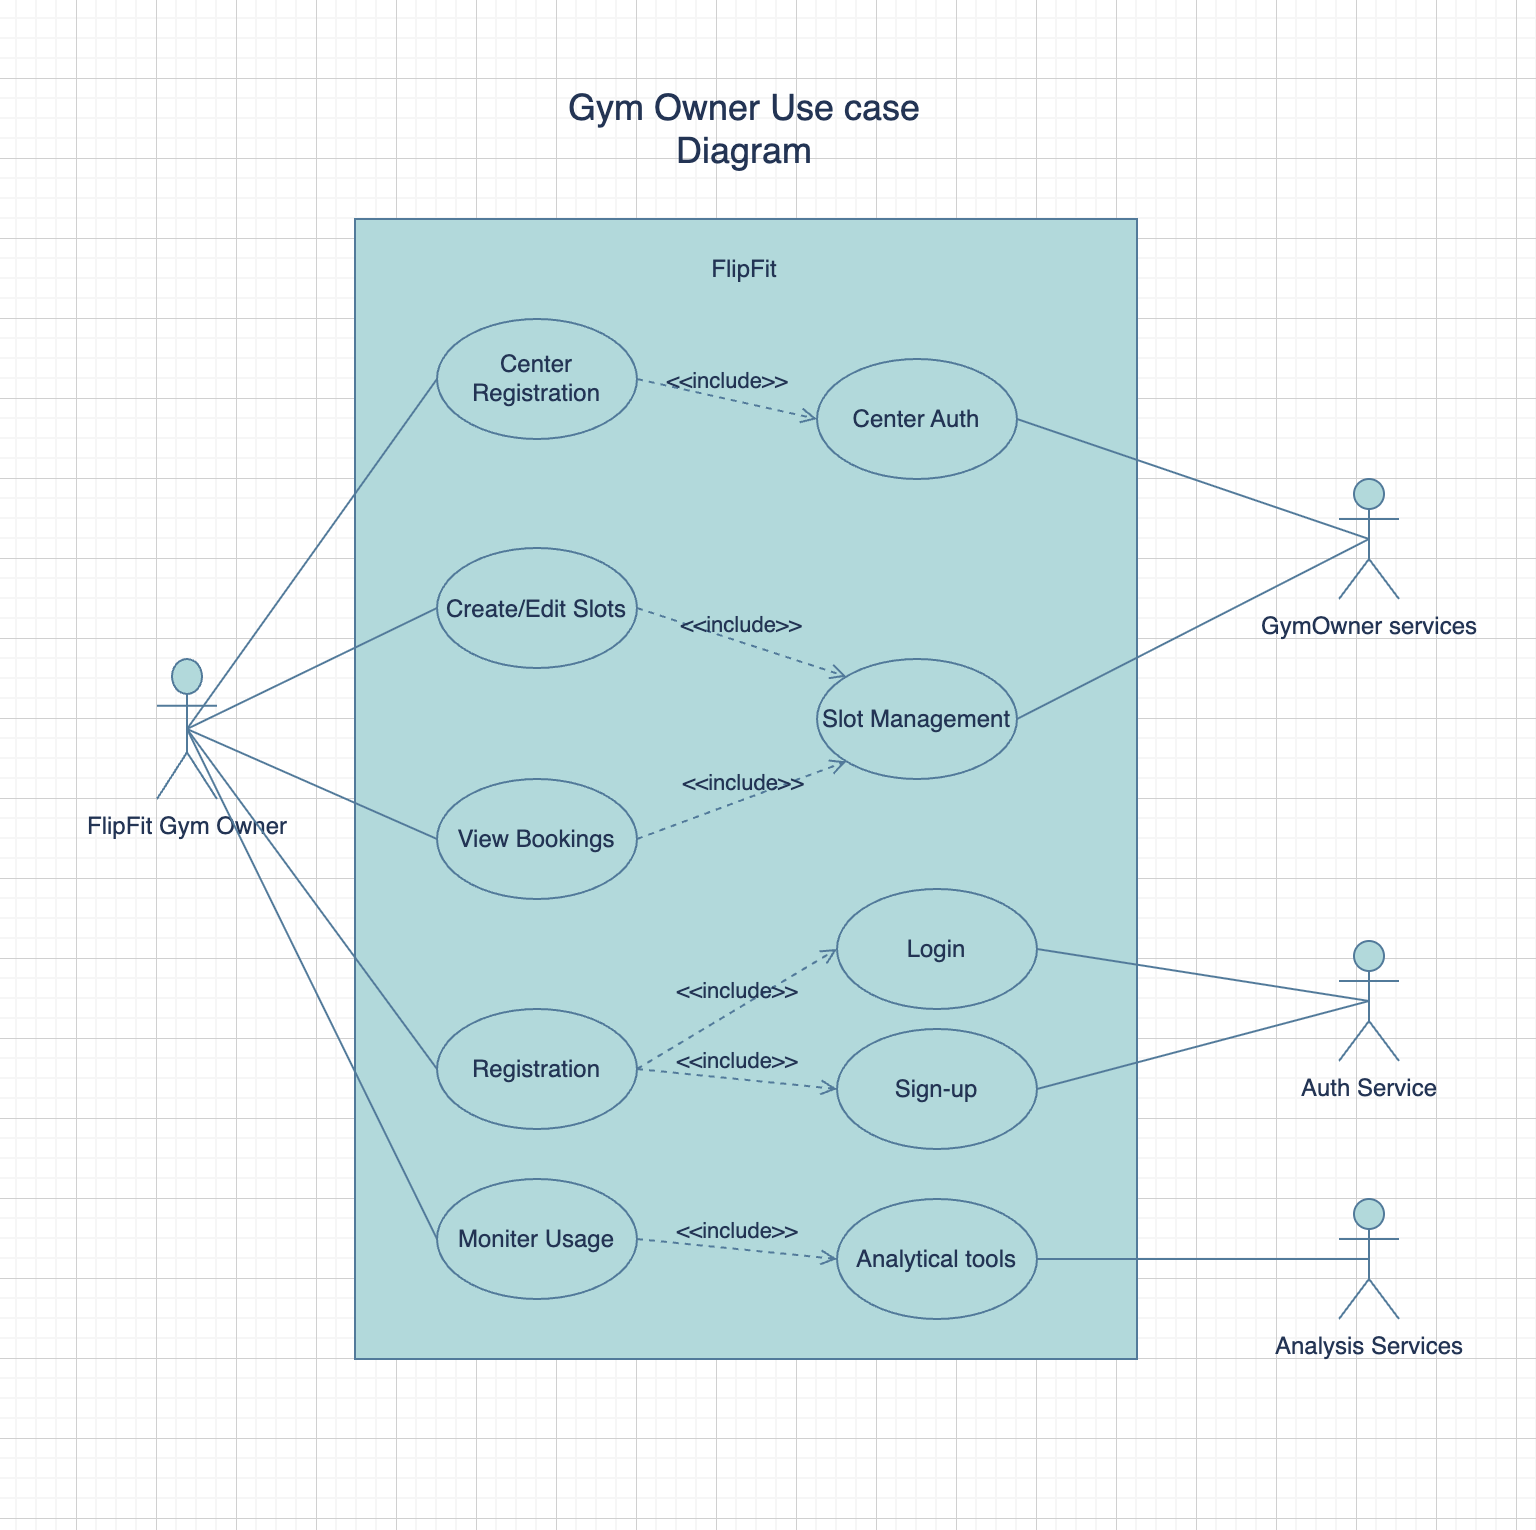 Gym Owner Use case
Diagram
FlipFit
Center
Registration
<<include>>
Center Auth
Create/Edit Slots
<<include>>
GymOwner services
Slot Management
<<include>>
FlipFit Gym Owner
View Bookings
Login
<<include>>
Registration
<<include>>
Sign-up
Auth Service
Moniter Usage
<<include>>
Analytical tools
Analysis Services